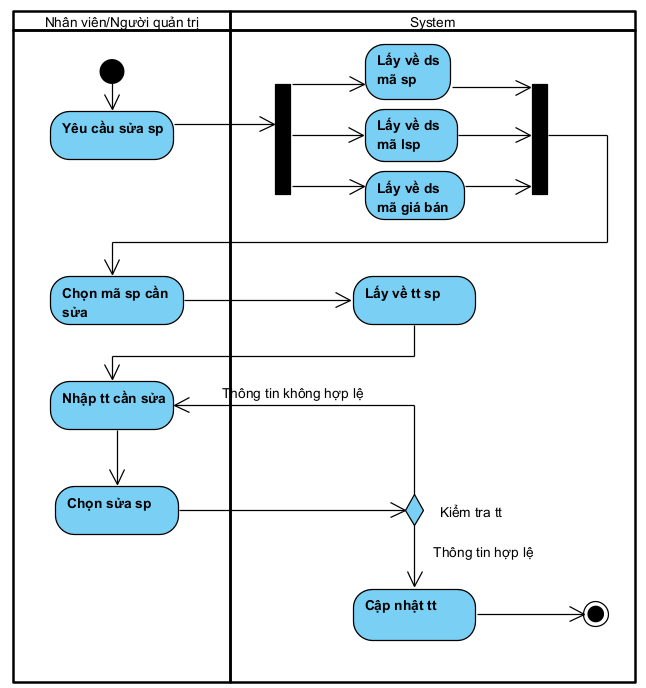 Nhân viên/Người quản trị
System
Yêu cầu sửa sp
Lấy về ds
mã sp
Lấy về ds
mã lsp
Lấy về ds
mã giá bán
Chọn mã sp cần
sửa
Lấy về tt sp
Nhập tt cần sửa
Thông tin không hợp lệ
Chọn sửa sp
Kiểm tra tt
Thông tin hợp lệ
Cập nhật tt